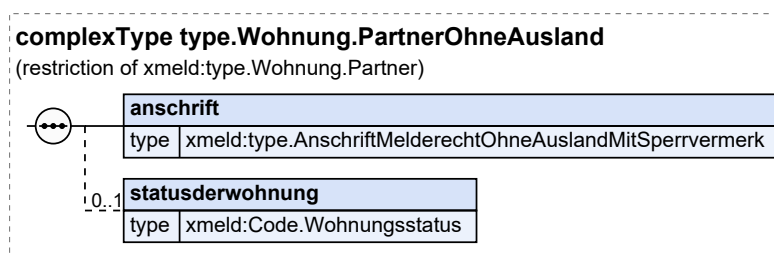 complexType type.Wohnung.PartnerOhneAusland
(restriction of xmeld:type.Wohnung.Partner)
anschrift
type xmeld:type.AnschriftMelderechtOhneAuslandMitSperrvermerk
0..1 statusderwohnung
type xmeld:Code.Wohnungsstatus